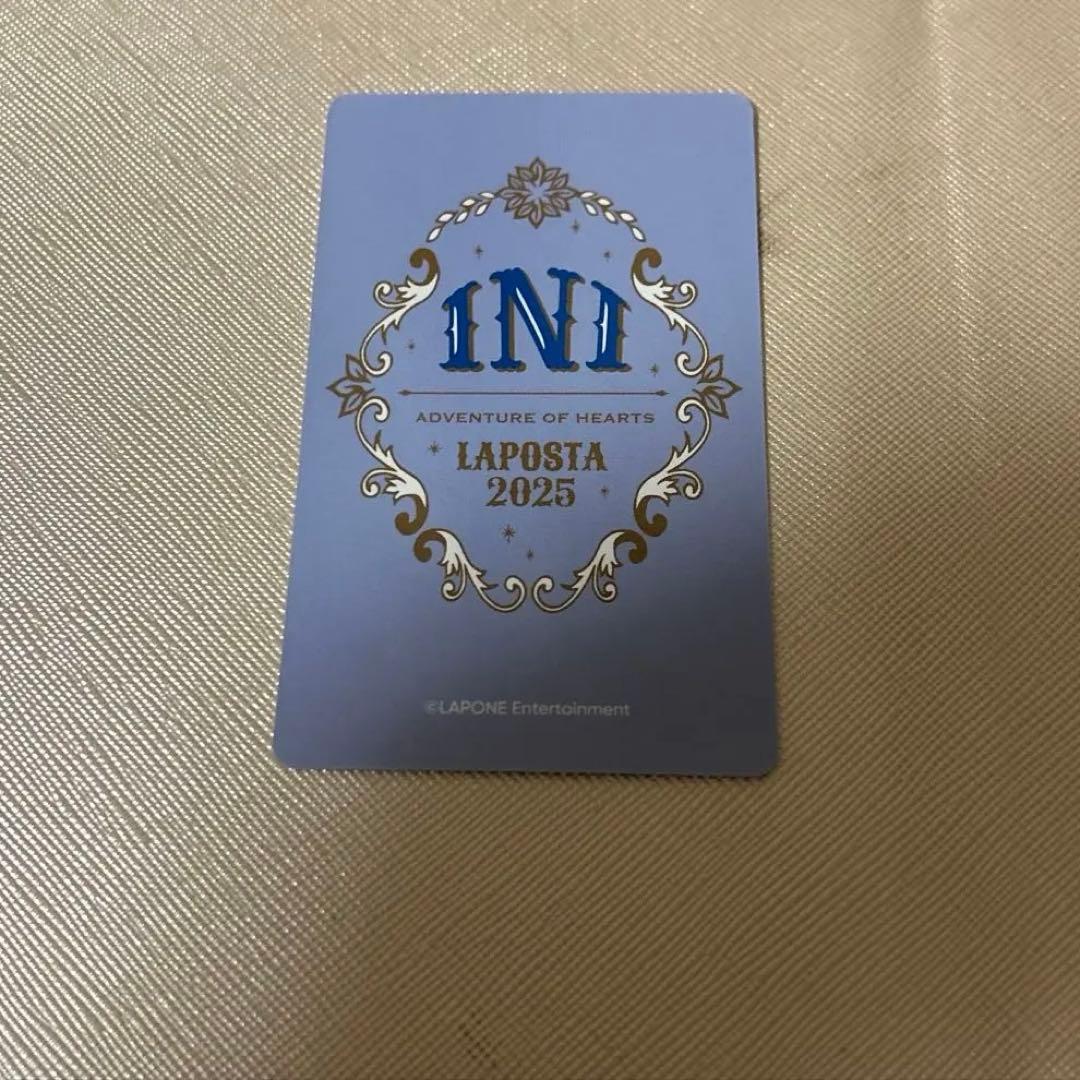 INI
ADVENTURE OF HEARTS
LAPOSTA
2025
©LAPONE Entertainment